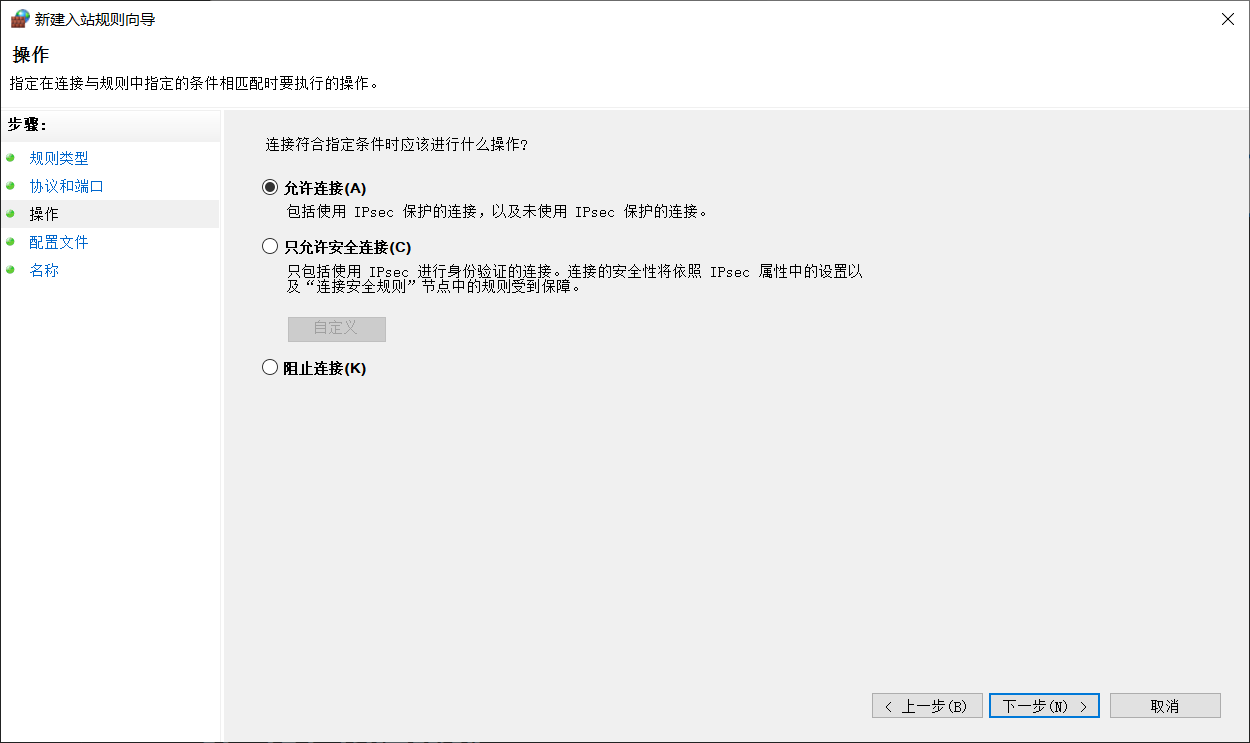 新建入站规则向导
操作
指定在连接与规则中指定的条件相匹配时要执行的操作。
步骤:
规则类型
协议和端口
操作
配置文件
名称
连接符合指定条件时应该进行什么操作?
允许连接(A)
包括使用 IPsec 保护的连接，以及未使用 IPsec 保护的连接。
只允许安全连接(C)
只包括使用 IPsec 进行身份验证的连接。连接的安全性将依照 IPsec 属性中的设置以
及“连接安全规则”节点中的规则受到保障。
自定义
阻止连接(K)
< 上一步(B)
下一步(N) >
取消